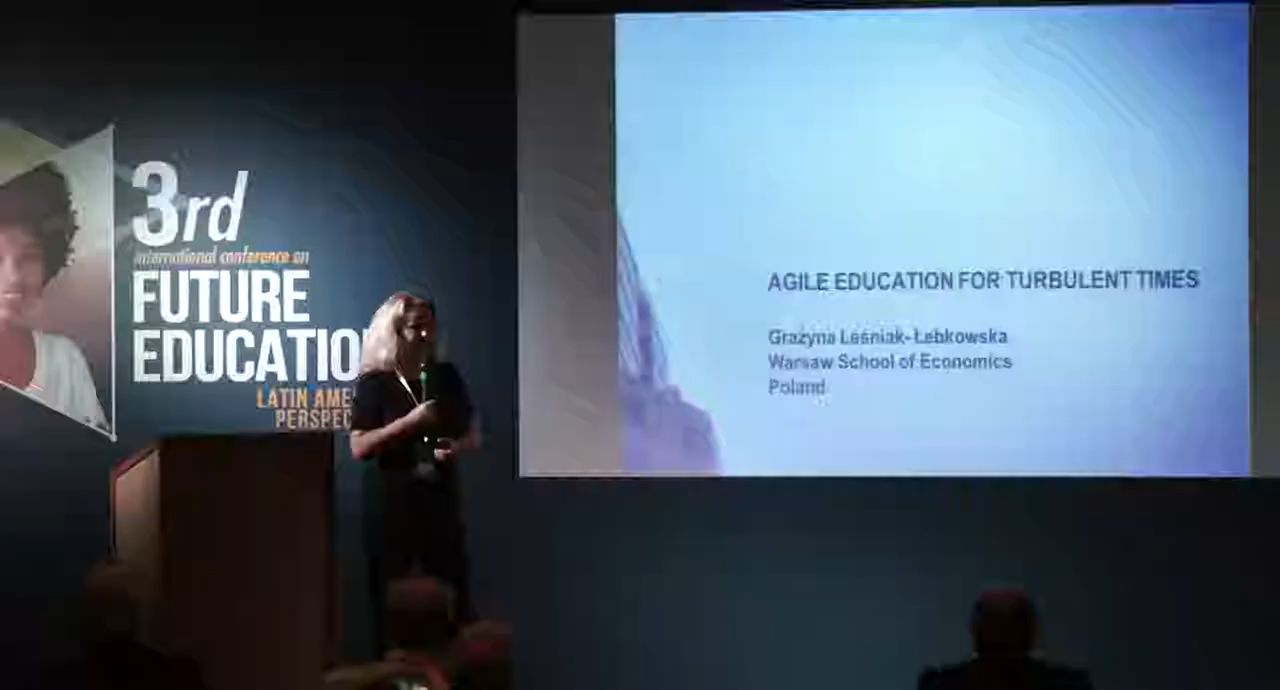 3rd
international conference on
FUTURE
EDUCATIO
LATIN AME
PERSPEC
AGILE EDUCATION FOR TURBULENT TIMES
Grażyna Leśniak-Łebkowska
Warsaw School of Economics
Poland